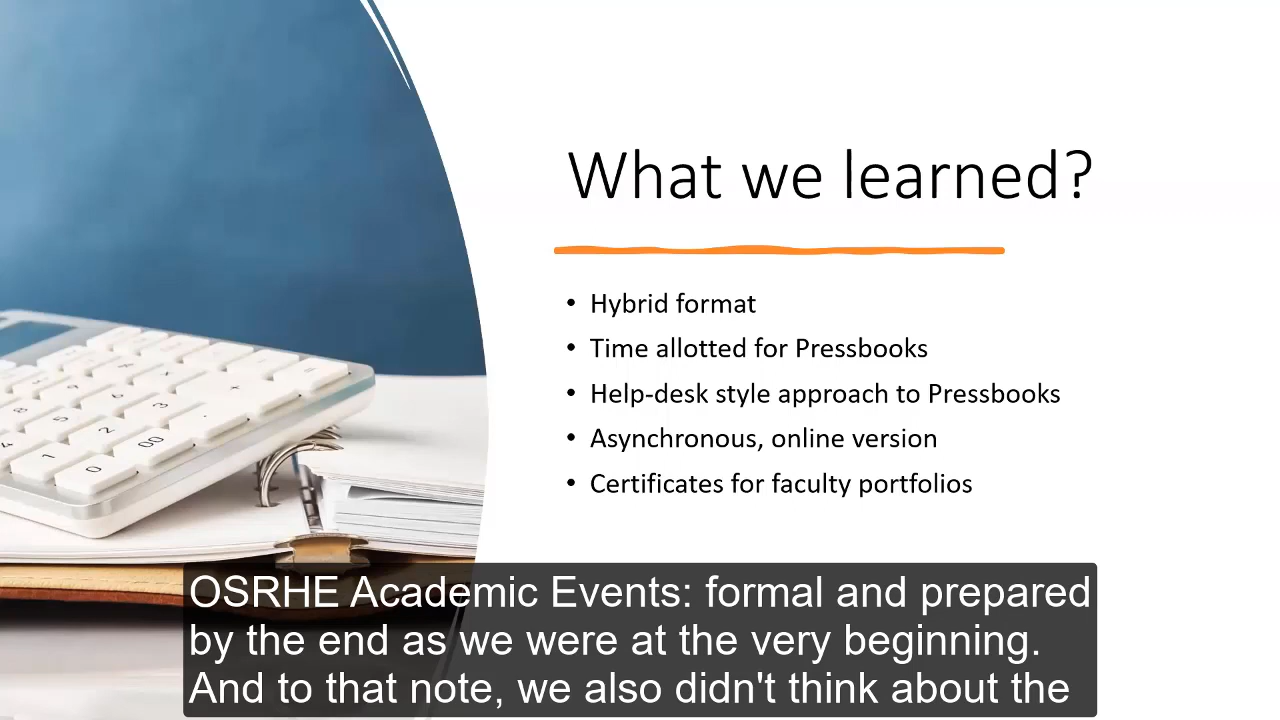 What we learned?
• Hybrid format
• Time allotted for Pressbooks
• Help-desk style approach to Pressbooks
• Asynchronous, online version
• Certificates for faculty portfolios
OSRHE Academic Events: formal and prepared
by the end as we were at the very beginning.
And to that note, we also didn't think about the